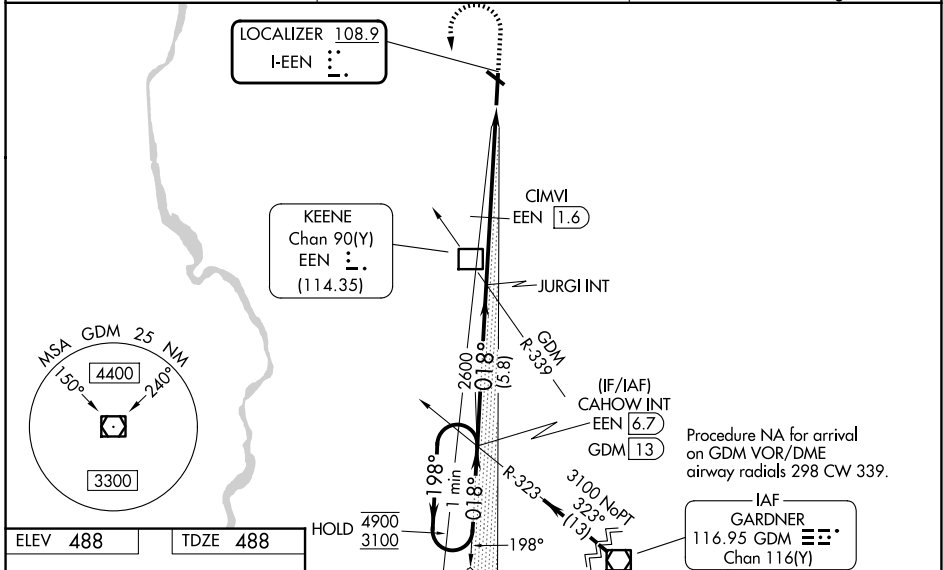 LOCALIZER 108.9
I-EEN
CIMVI
EEN 1.6
KEENE
Chan 90(Y)
EEN
(114.35)
JURGI INT
GDM
R-339
MSA GDM 25 NM
150°
240°
4400
3300
2600
018°
(5.8)
(IF/IAF)
CAHOW INT
EEN 6.7
GDM 13
Procedure NA for arrival
on GDM VOR/DME
airway radials 298 CW 339.
198°
1 min
018°
R-323
3100 NoPT
323°
(13)
IAF
GARDNER
116.95 GDM
Chan 116(Y)
HOLD 4900
3100
198°
ELEV 488
TDZE 488